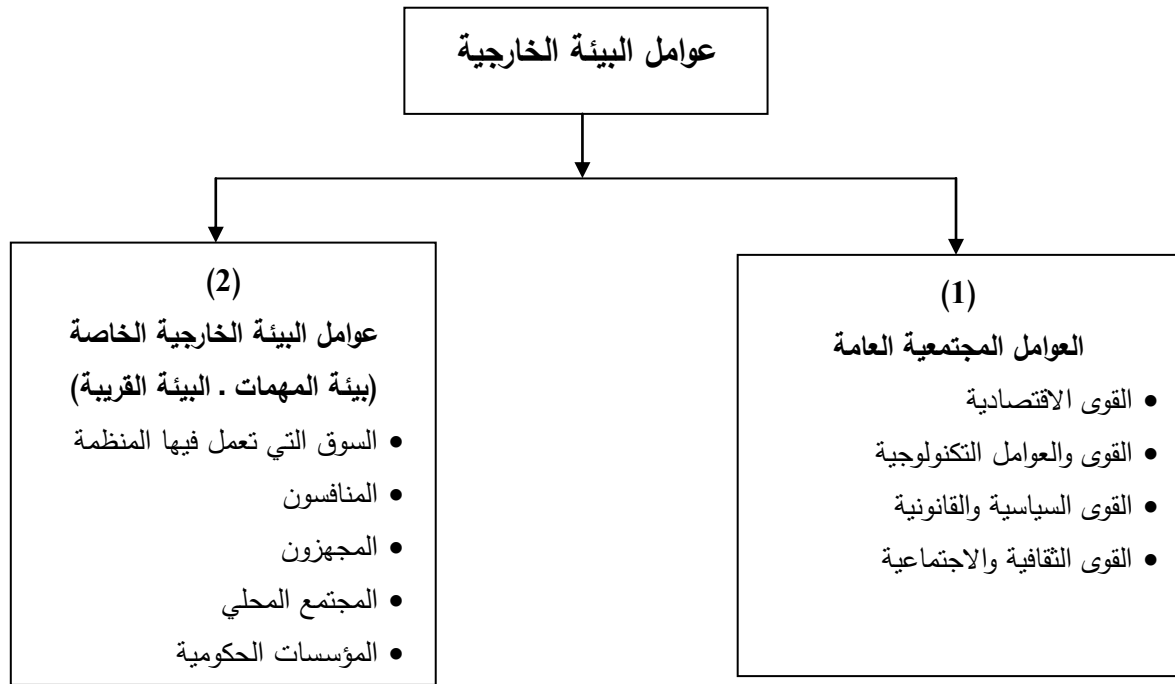 عوامل البيئة الخارجية
(1)
العوامل المجتمعية العامة
• القوى الاقتصادية
• القوى والعوامل التكنولوجية
• القوى السياسية والقانونية
• القوى الثقافية والاجتماعية
(2)
عوامل البيئة الخارجية الخاصة
(بيئة المهمات . البيئة القريبة)
• السوق التي تعمل فيها المنظمة
• المنافسون
• المجهزون
• المجتمع المحلي
• المؤسسات الحكومية